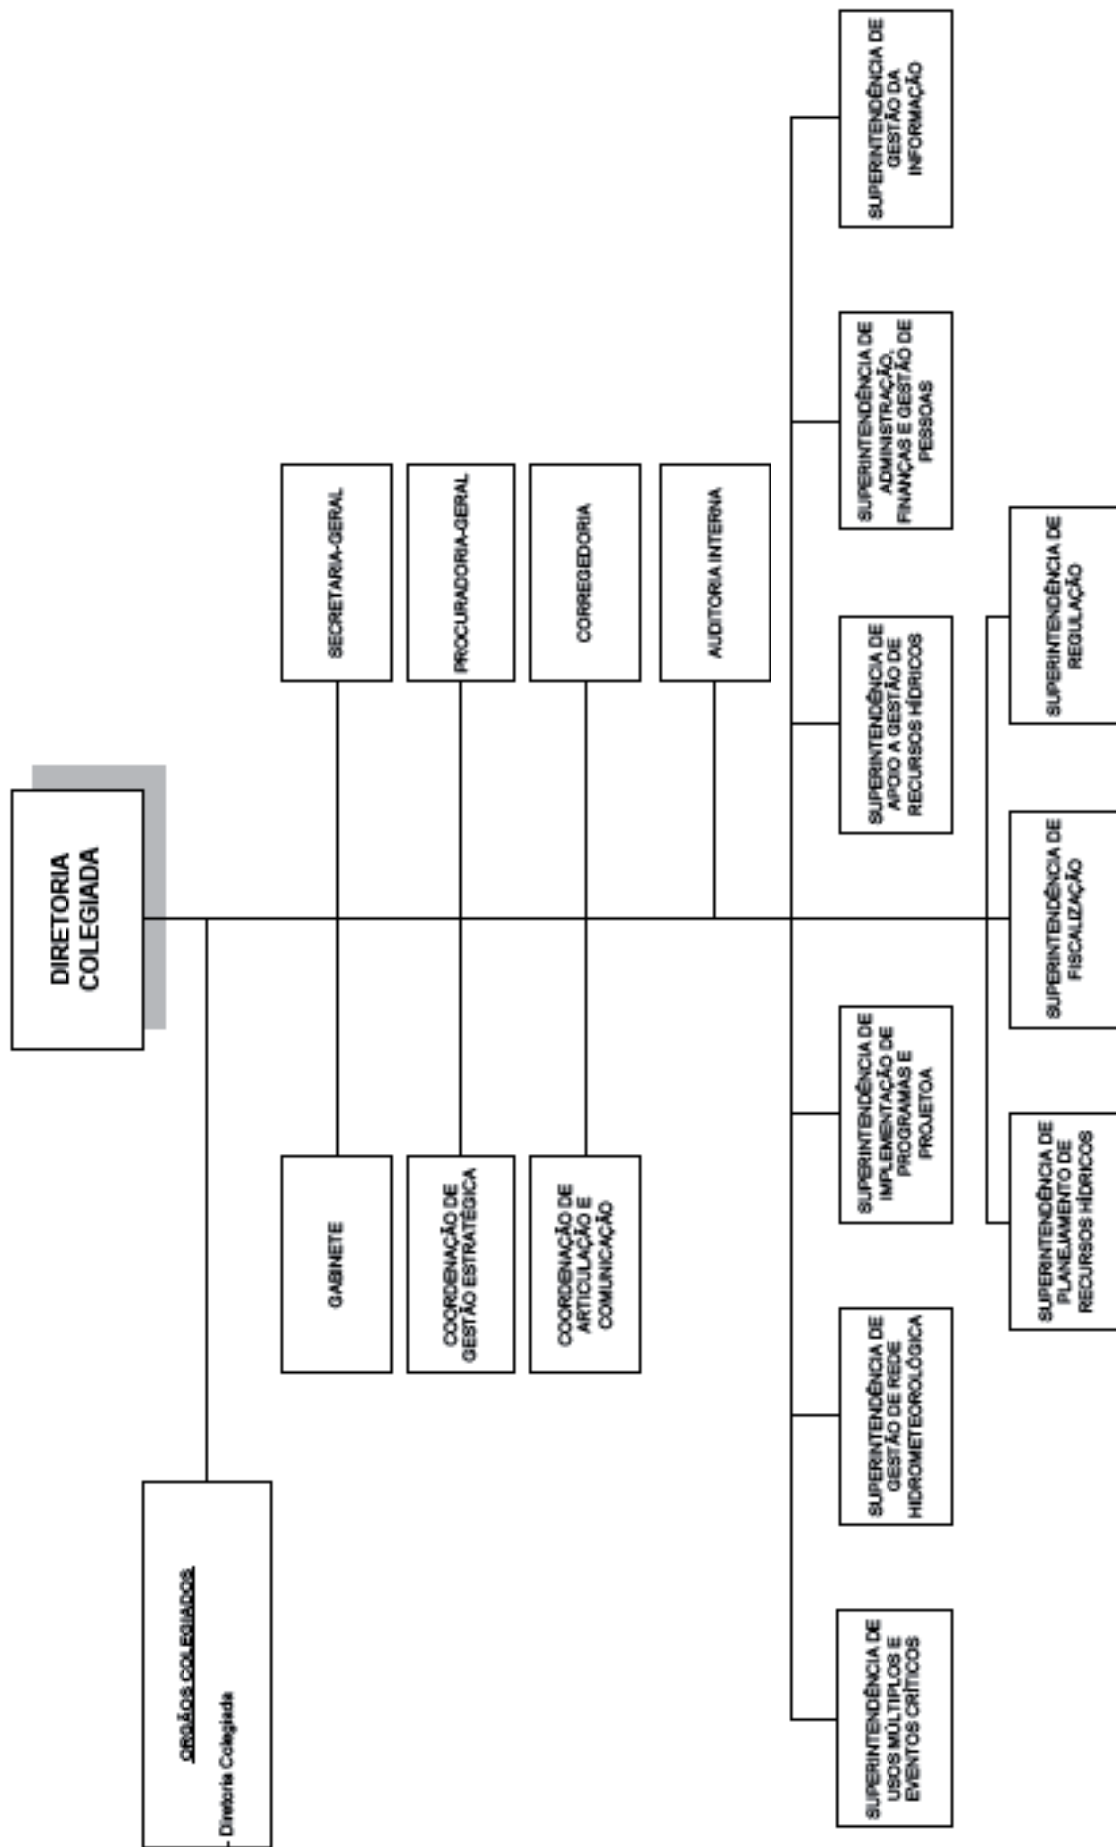 DIRETORIA
COLEGIADA
ORGÃOS COLEGIADOS
- Diretoria Colegiada
GABINETE
SECRETARIA-GERAL
COORDENAÇÃO DE
GESTÃO ESTRATÉGICA
PROCURADORIA-GERAL
COORDENAÇÃO DE
ARTICULAÇÃO E
COMUNICAÇÃO
CORREGEDORIA
AUDITORIA INTERNA
SUPERINTENDÊNCIA DE
USOS MÚLTIPLOS E
EVENTOS CRÍTICOS
SUPERINTENDÊNCIA DE
GESTÃO DE REDE
HIDROMETEOROLÓGICA
SUPERINTENDÊNCIA DE
IMPLEMENTAÇÃO DE
PROGRAMAS E
PROJETOA
SUPERINTENDÊNCIA DE
APOIO A GESTÃO DE
RECURSOS HÍDRICOS
SUPERINTENDÊNCIA DE
ADMINISTRAÇÃO,
FINANÇAS E GESTÃO DE
PESSOAS
SUPERINTENDÊNCIA DE
GESTÃO DA
INFORMAÇÃO
SUPERINTENDÊNCIA DE
PLANEJAMENTO DE
RECURSOS HÍDRICOS
SUPERINTENDÊNCIA DE
FISCALIZAÇÃO
SUPERINTENDÊNCIA DE
REGULAÇÃO